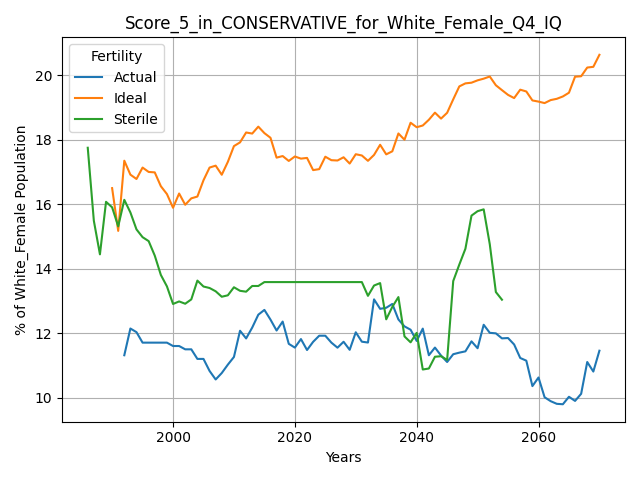 Score_5_in_CONSERVATIVE_for_White_Female_Q4_IQ
Fertility
Actual
Ideal
Sterile
% of White_Female Population
20
18
16
14
12
10
2000
2020
2040
2060
Years